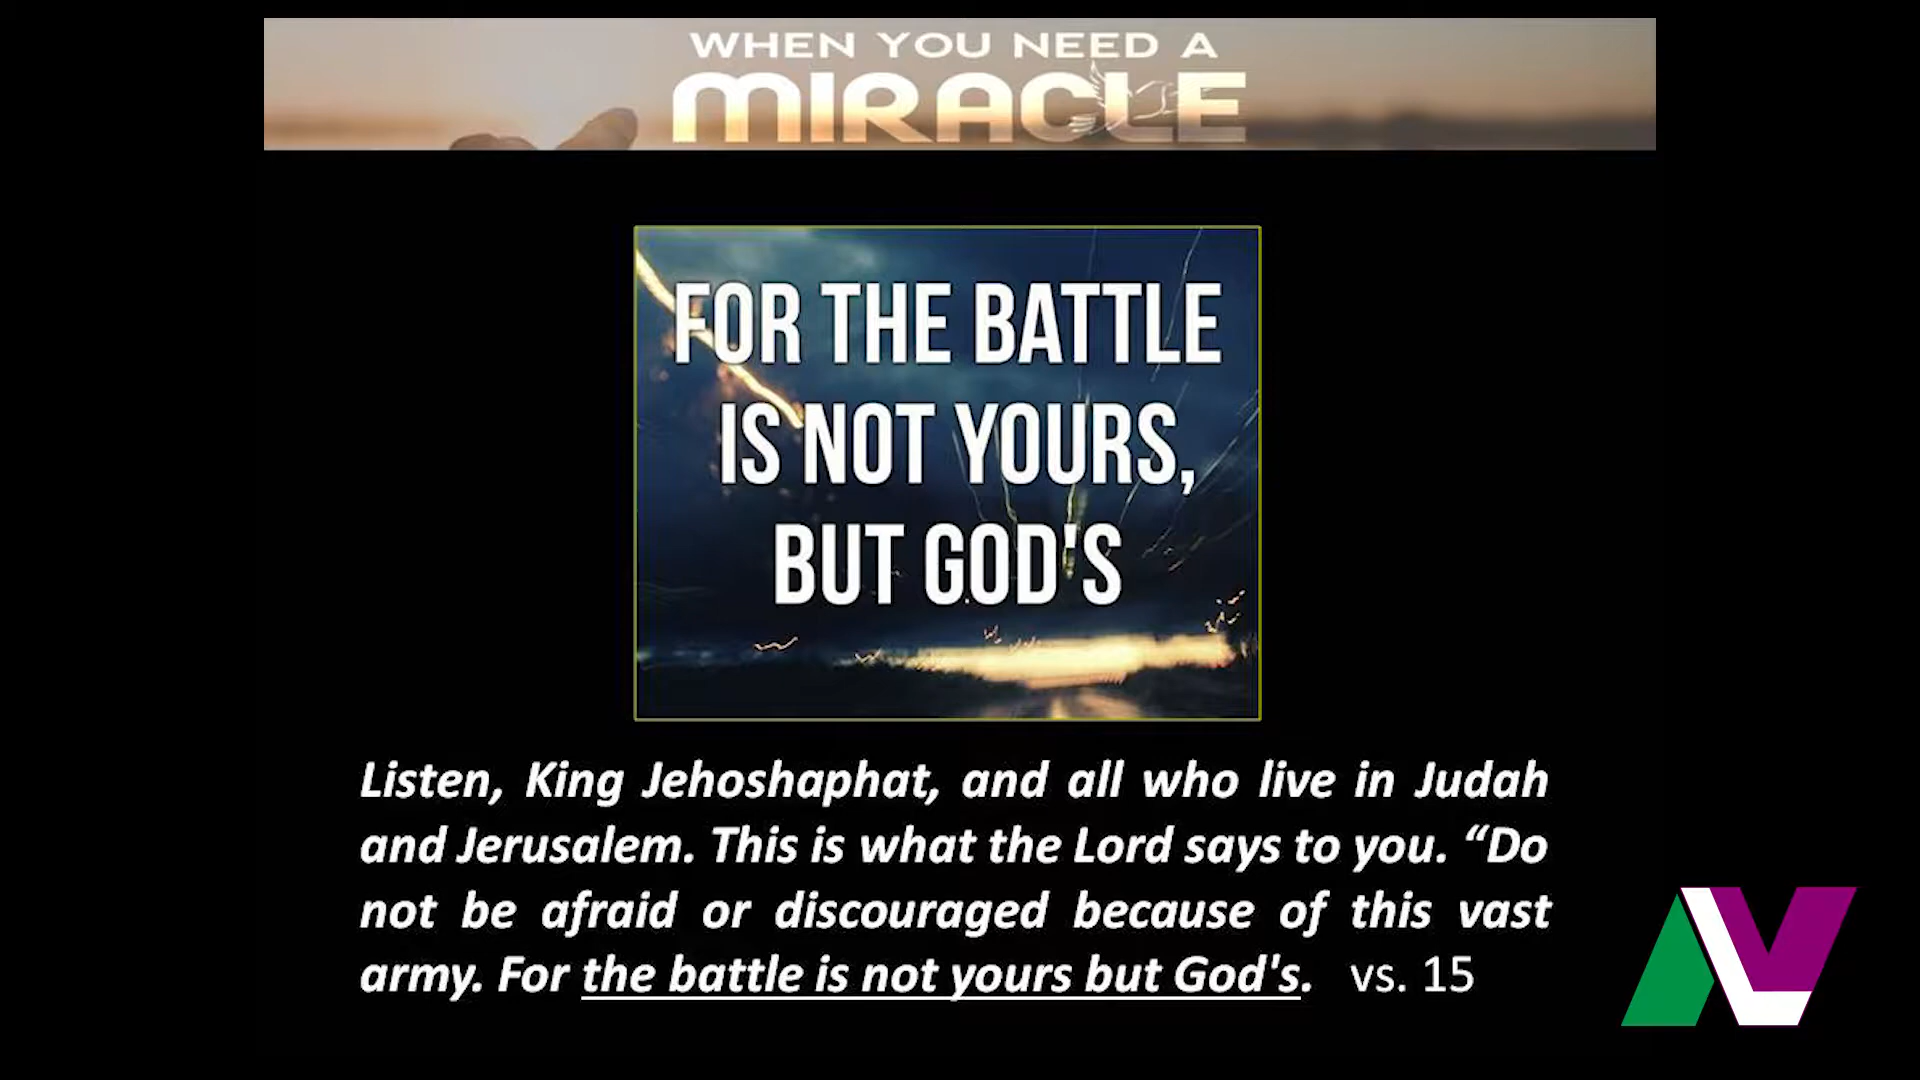 WHEN YOU NEED A
MIRACLE
FOR THE BATTLE
IS NOT YOURS,
BUT GOD'S
Listen, King Jehoshaphat, and all who live in Judah
and Jerusalem. This is what the Lord says to you. “Do
not be afraid or discouraged because of this vast
army. For the battle is not yours but God's. vs. 15